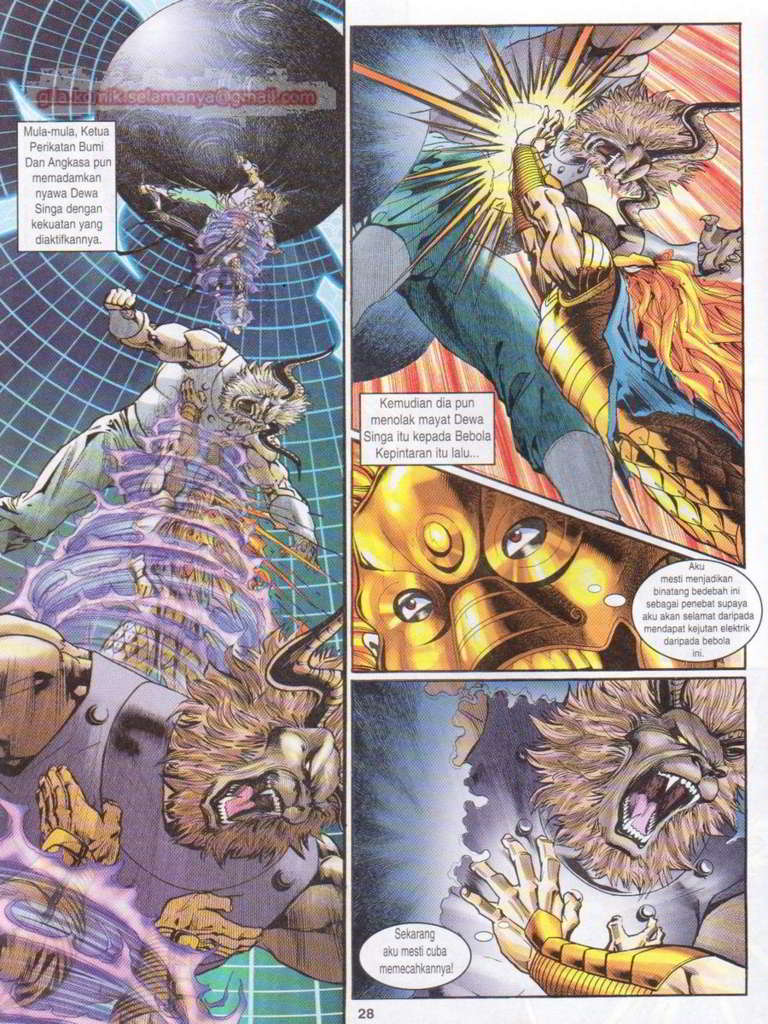 gila.komik.selamanya@gmail.com
Mula-mula, Ketua
Perikatan Bumi
Dan Angkasa pun
memadamkan
nyawa Dewa
Singa dengan
kekuatan yang
diaktifkannya.
Kemudian dia pun
menolak mayat Dewa
Singa itu kepada Bebola
Kepintaran itu lalu...
Aku
mesti menjadikan
binatang bedebah ini
sebagai penebat supaya
aku selamat daripada
mendapat kejutan elektrik
daripada bebola
ini.
Sekarang
aku mesti cuba
memecahkannya!
28